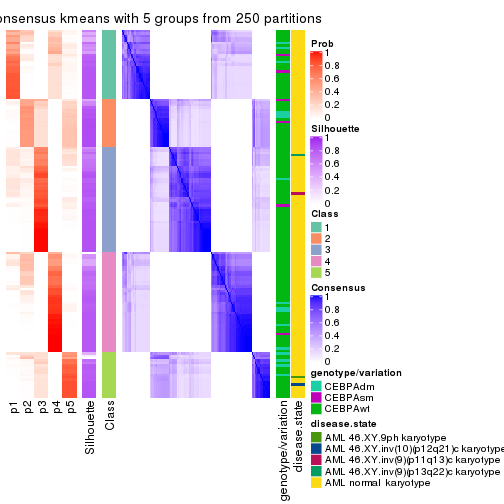 onsensus kmeans with 5 groups from 250 partitions
Prob
1
0.8
0.6
0.4
0.2
0
Silhouette
1
0.8
0.6
0.4
0.2
0
Class
1
2
3
4
5
Consensus
1
0.8
0.6
0.4
0.2
0
genotype/variation
CEBPAdm
CEBPAsm
CEBPAwt
disease.state
AML 46.XY.9ph karyotype
AML 46.XY.inv(10)(p12q21)c karyotype
AML 46.XY.inv(9)(p11q13)c karyotype
AML 46.XY.inv(9)(p13q22)c karyotype
AML normal karyotype
p1
p2
p3
p4
p5
Silhouette
Class
genotype/variation
disease.state